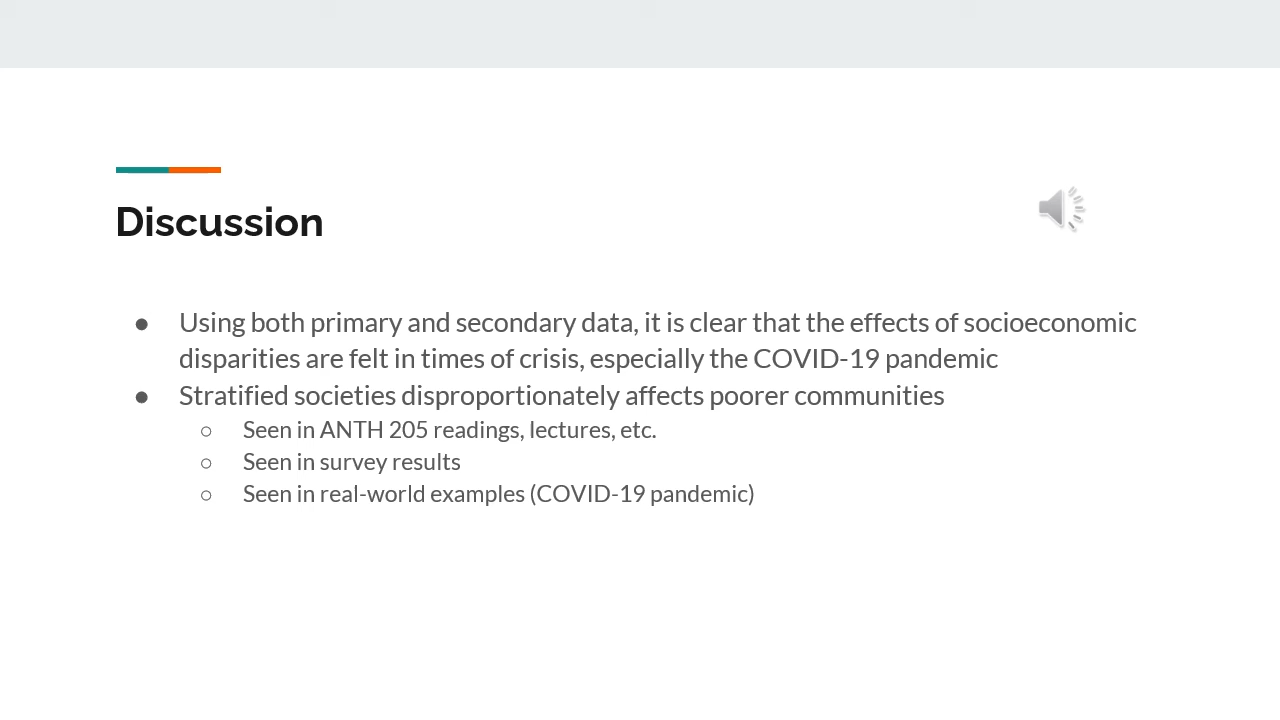 Discussion
● Using both primary and secondary data, it is clear that the effects of socioeconomic
disparities are felt in times of crisis, especially the COVID-19 pandemic
● Stratified societies disproportionately affects poorer communities
○ Seen in ANTH 205 readings, lectures, etc.
○ Seen in survey results
○ Seen in real-world examples (COVID-19 pandemic)